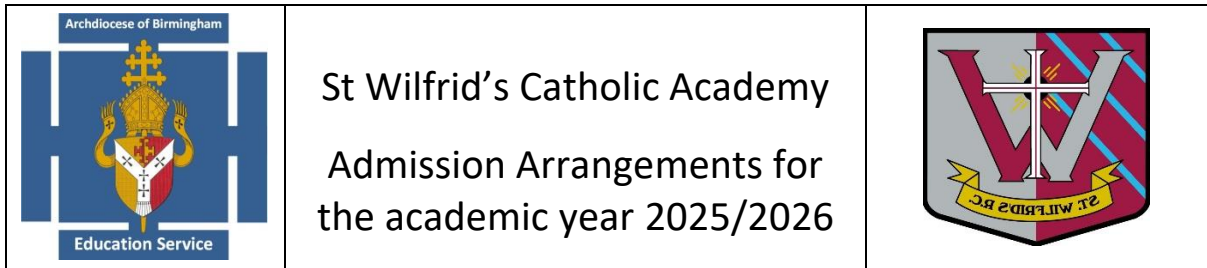 Archdiocese of Birmingham
Education Service
St Wilfrid’s Catholic Academy
Admission Arrangements for
the academic year 2025/2026
ST. WILFRID'S R.C.